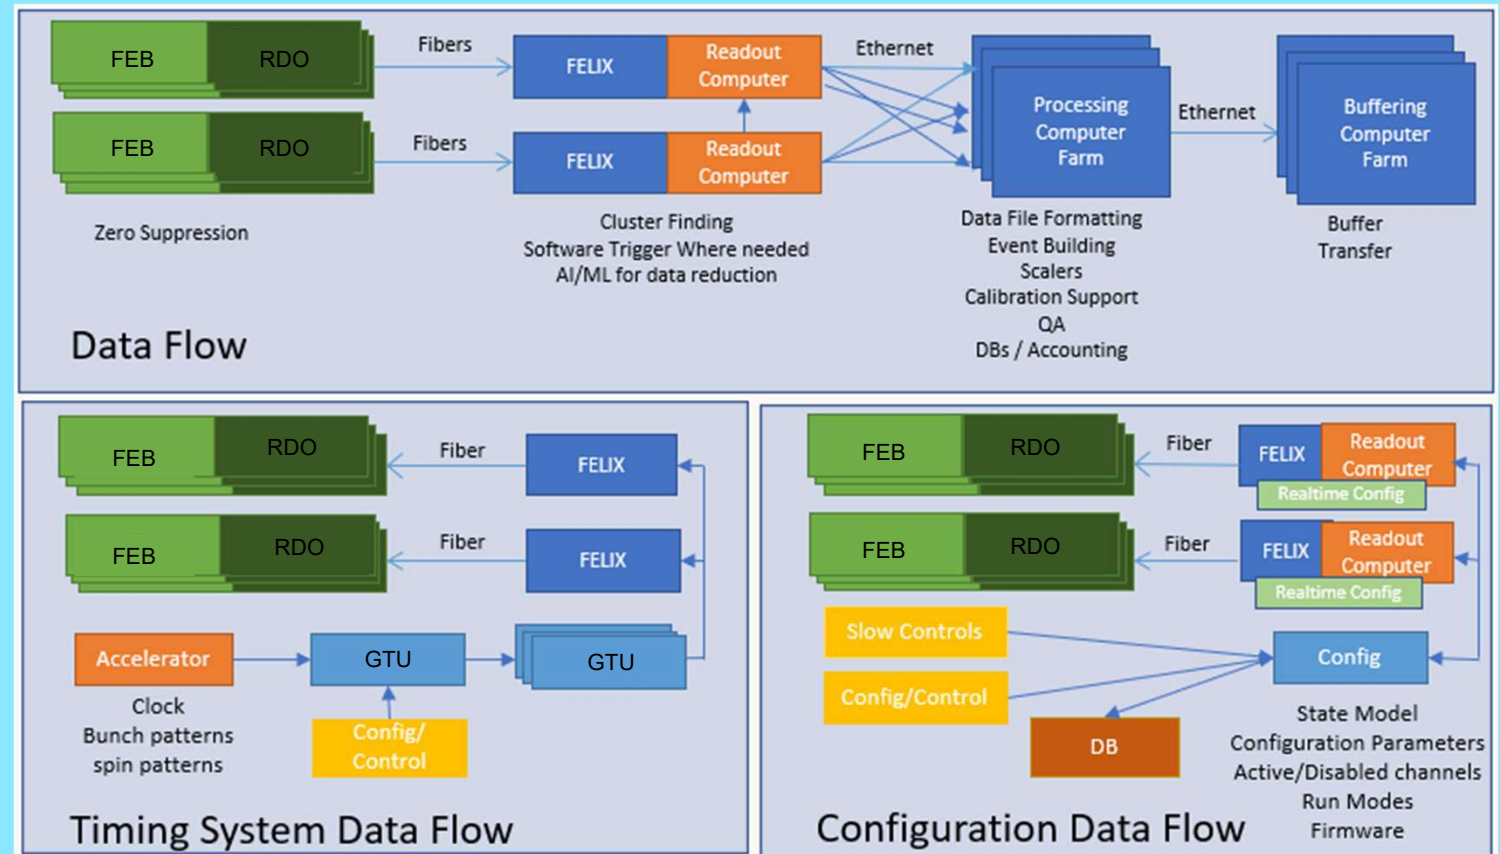 FEB
RDO
Fibers
FELIX
Readout
Computer
Ethernet
FEB
RDO
Fibers
FELIX
Readout
Computer
Processing
Computer
Farm
Ethernet
Buffering
Computer
Farm
Zero Suppression
Cluster Finding
Software Trigger Where needed
AI/ML for data reduction
Data File Formatting
Event Building
Scalers
Calibration Support
QA
DBs / Accounting
Buffer
Transfer
Data Flow
FEB
RDO
Fiber
FELIX
FEB
RDO
Fiber
FELIX
Accelerator
GTU
GTU
Clock
Bunch patterns
spin patterns
Config/
Control
Timing System Data Flow
FEB
RDO
Fiber
FELIX
Readout
Computer
Realtime Config
FEB
RDO
Fiber
FELIX
Readout
Computer
Realtime Config
Slow Controls
Config/Control
Config
DB
State Model
Configuration Parameters
Active/Disabled channels
Run Modes
Firmware
Configuration Data Flow